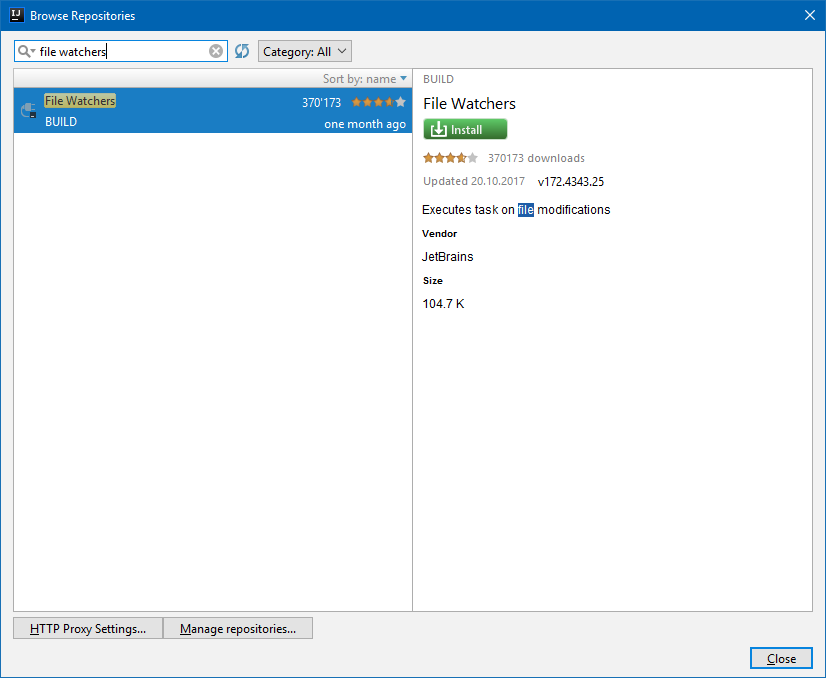 IJ
Browse Repositories
file watchers
Category: All
Sort by: name
File Watchers 370'173
BUILD one month ago
BUILD
File Watchers
Install
370173 downloads
Updated 20.10.2017 v172.4343.25
Executes task on file modifications
Vendor
JetBrains
Size
104.7 K
HTTP Proxy Settings...
Manage repositories...
Close